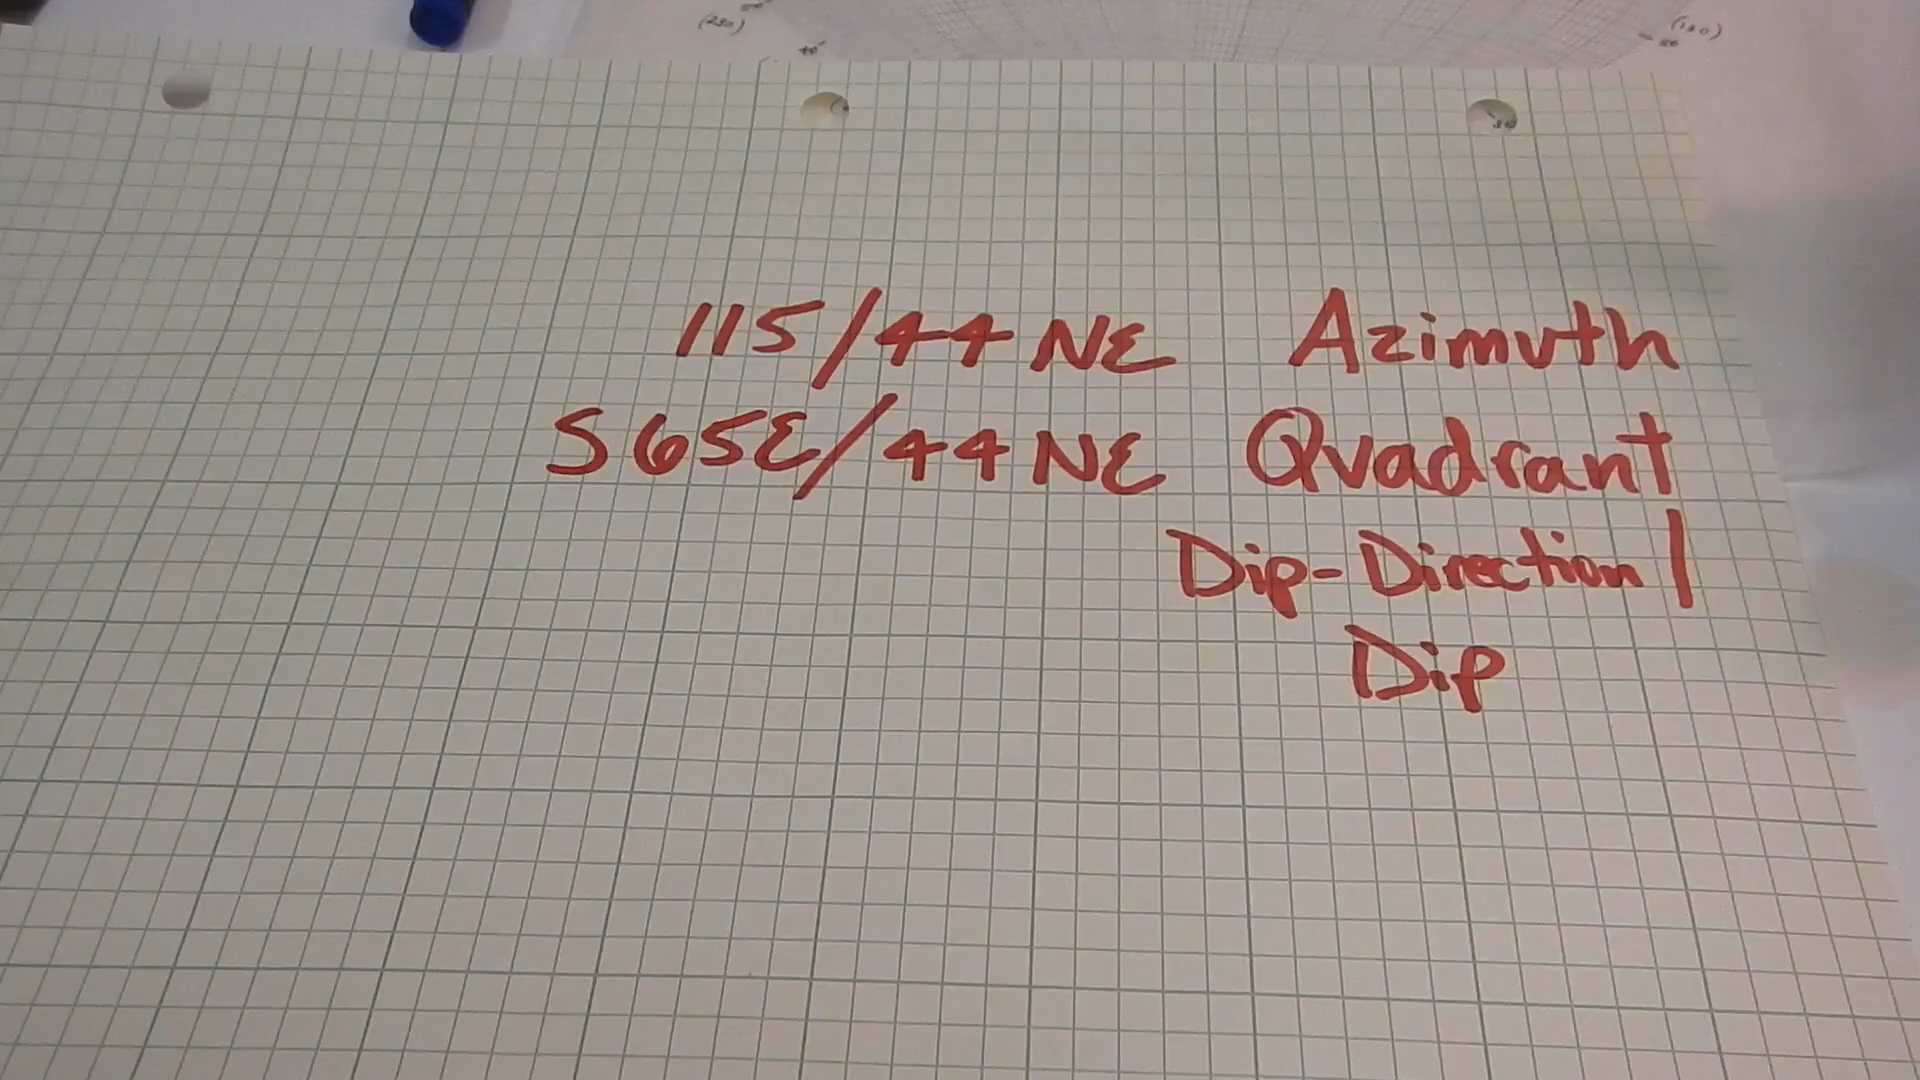 115/44 NE Azimuth
S65E/44 NE Quadrant
Dip-Direction/
Dip